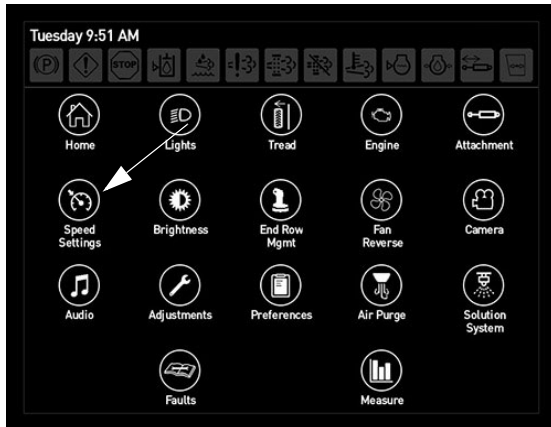 Tuesday 9:51 AM
(P) STOP
Home Lights Tread Engine Attachment
Speed Settings Brightness End Row Mgmt Fan Reverse Camera
Audio Adjustments Preferences Air Purge Solution System
Faults Measure